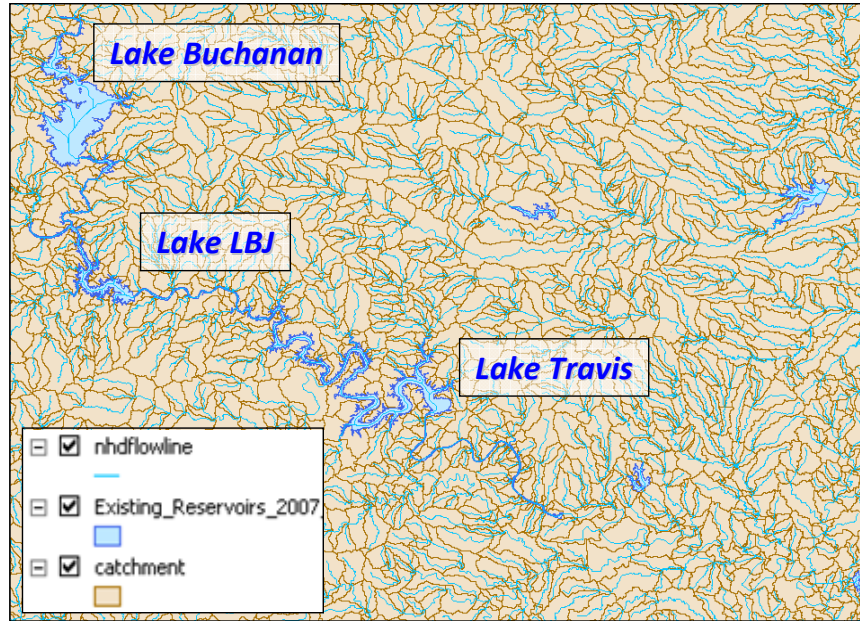 Lake Buchanan
Lake LBJ
Lake Travis
nhdflowline
Existing_Reservoirs_2007
catchment